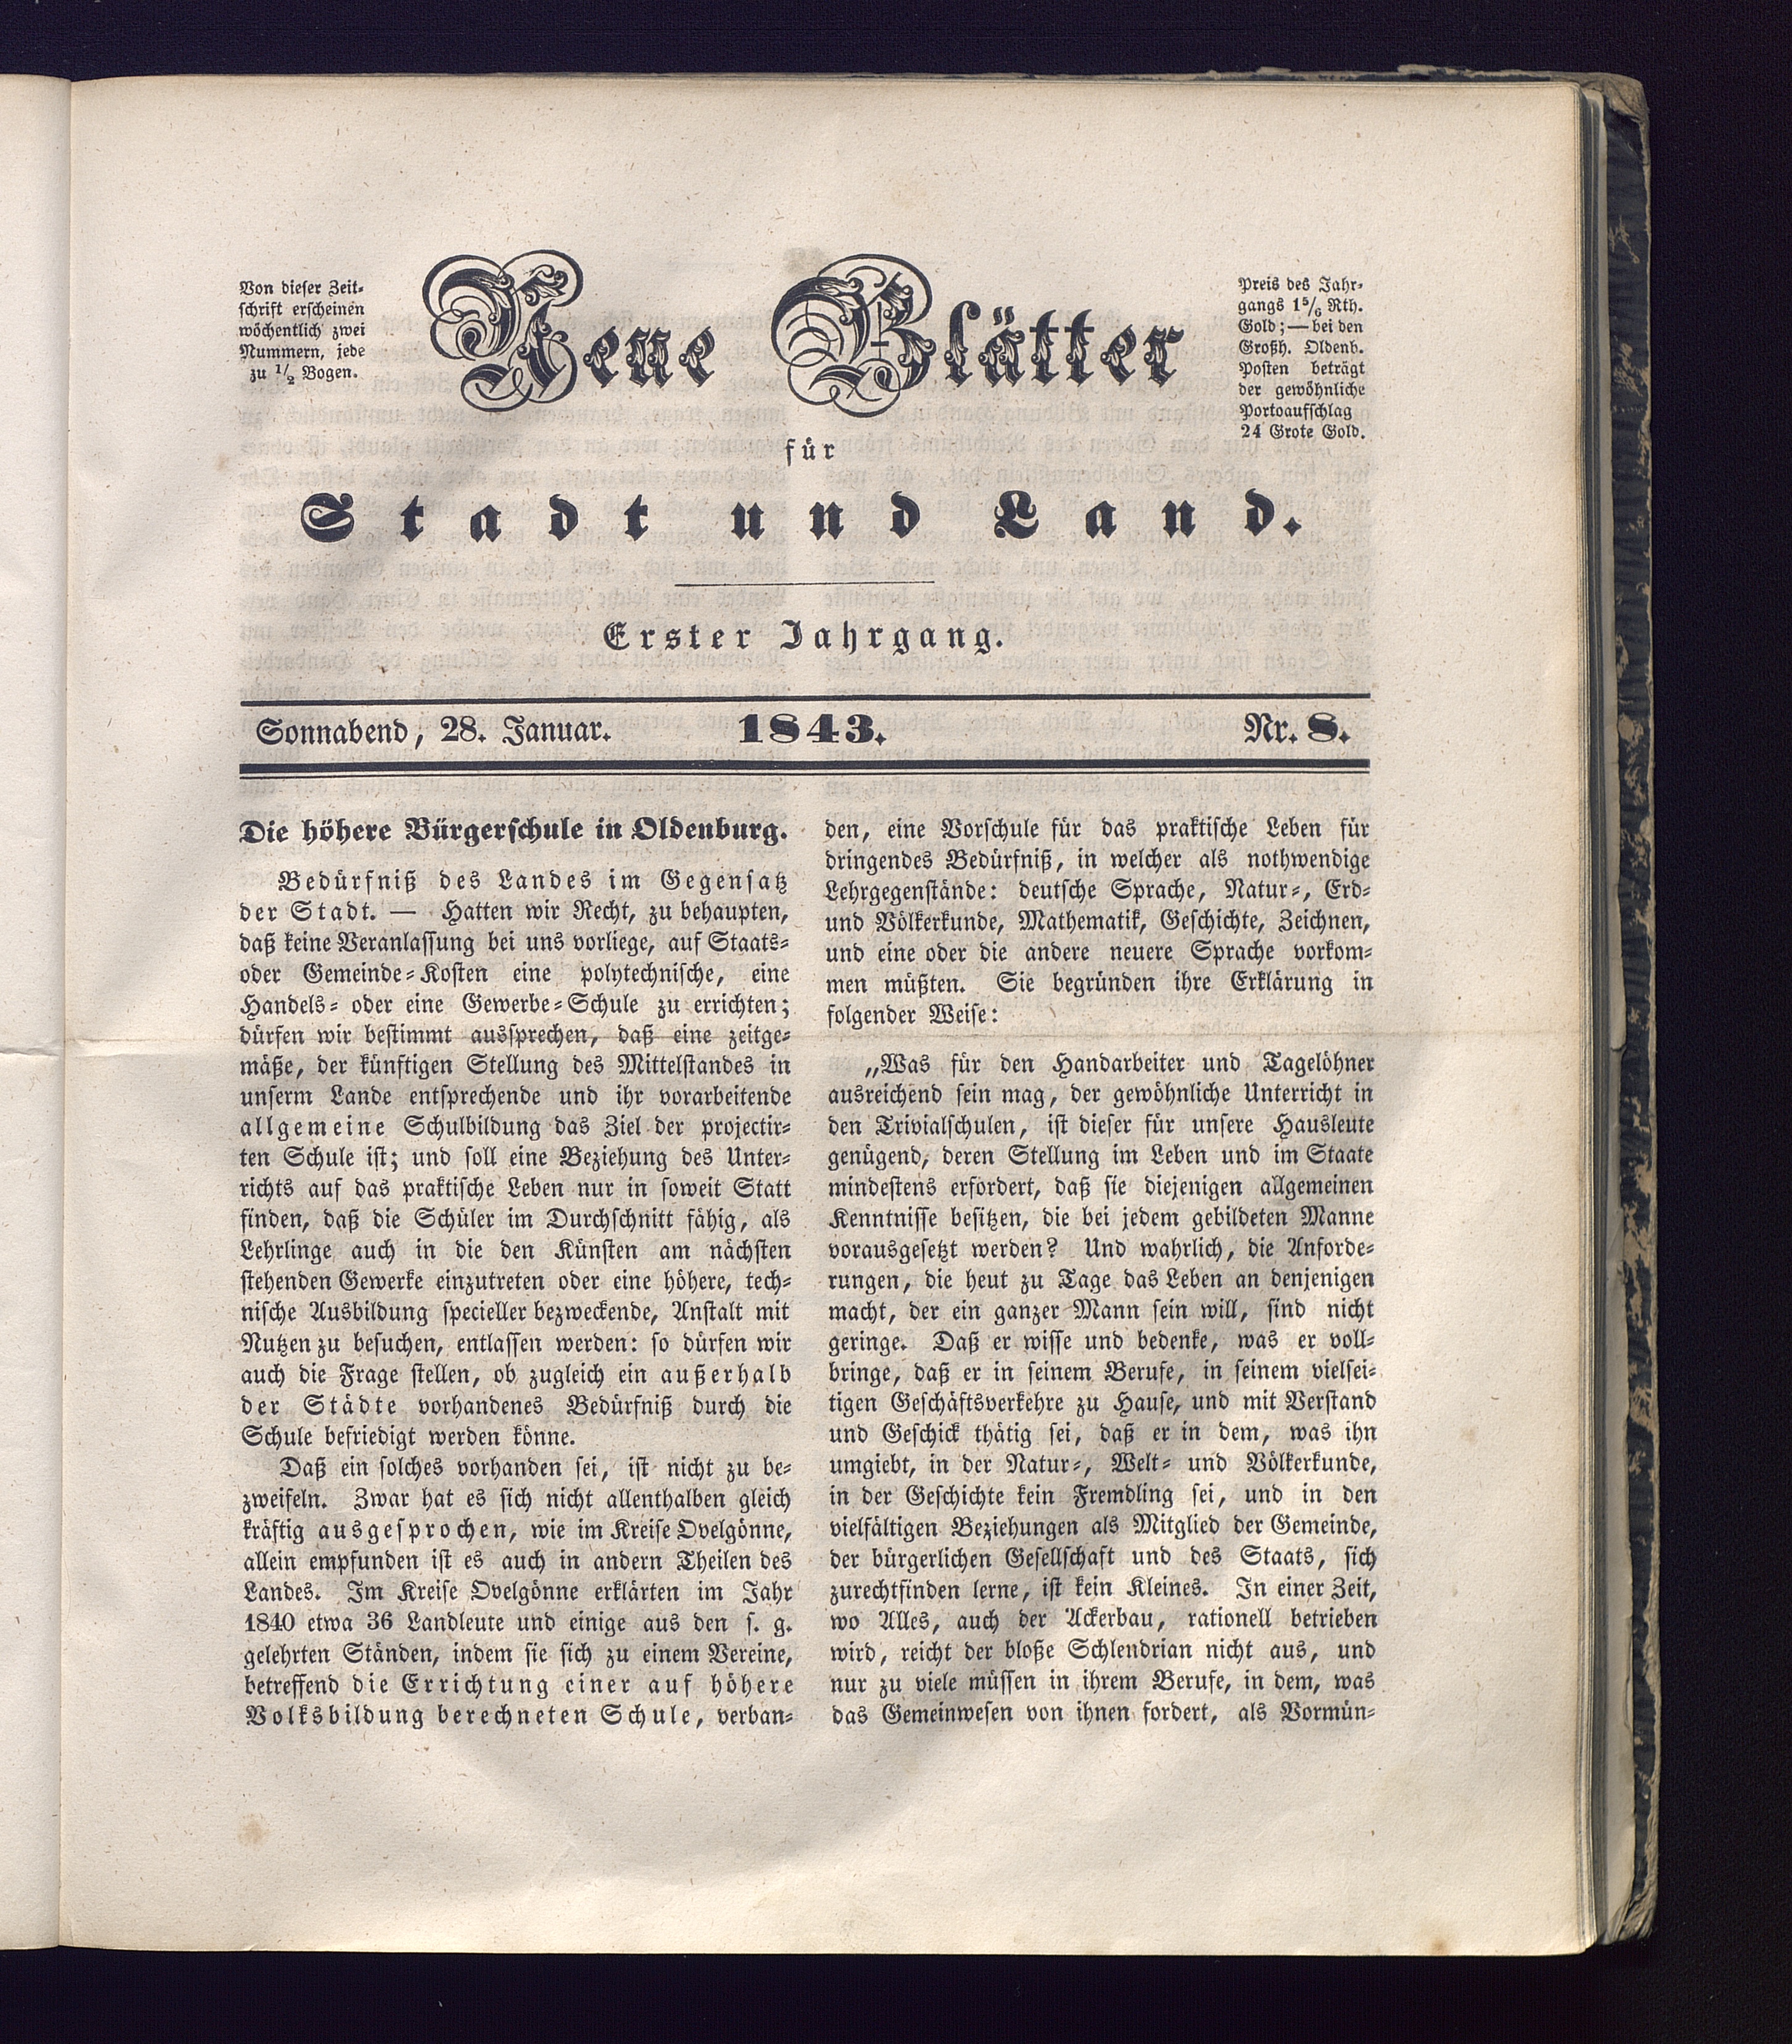 Von dieser Zeit-
schrift erscheinen
wöchentlich zwei
Nummern, jede
zu 1/2 Bogen.
Neue Blätter
für
Stadt und Land.
Preis des Jahr-
gangs 1 5/6 Rth.
Gold; — bei den
Großh. Oldenb.
Posten beträgt
der gewöhnliche
Portoaufschlag
24 Grote Gold.
Erster Jahrgang.
Sonnabend, 28. Januar. 1843. Nr. 8.
Die höhere Bürgerschule in Oldenburg.
Bedürfniß des Landes im Gegensatz
der Stadt. — Hatten wir Recht, zu behaupten,
daß keine Veranlassung bei uns vorliege, auf Staats-
oder Gemeinde-Kosten eine polytechnische, eine
Handels- oder eine Gewerbe-Schule zu errichten;
dürfen wir bestimmt aussprechen, daß eine zeitge-
mäße, der künftigen Stellung des Mittelstandes in
unserm Lande entsprechende und ihr vorarbeitende
allgemeine Schulbildung das Ziel der projectir-
ten Schule ist; und soll eine Beziehung des Unter-
richts auf das praktische Leben nur in soweit Statt
finden, daß die Schüler im Durchschnitt fähig, als
Lehrlinge auch in die den Künsten am nächsten
stehenden Gewerke einzutreten oder eine höhere, tech-
nische Ausbildung specieller bezweckende, Anstalt mit
Nutzen zu besuchen, entlassen werden: so dürfen wir
auch die Frage stellen, ob zugleich ein außerhalb
der Städte vorhandenes Bedürfniß durch die
Schule befriedigt werden könne.
Daß ein solches vorhanden sei, ist nicht zu be-
zweifeln. Zwar hat es sich nicht allenthalben gleich
kräftig ausgesprochen, wie im Kreise Ovelgönne,
allein empfunden ist es auch in andern Theilen des
Landes. Im Kreise Ovelgönne erklärten im Jahr
1840 etwa 36 Landleute und einige aus den s. g.
gelehrten Ständen, indem sie sich zu einem Vereine,
betreffend die Errichtung einer auf höhere
Volksbildung berechneten Schule, verban-
den, eine Vorschule für das praktische Leben für
dringendes Bedürfniß, in welcher als nothwendige
Lehrgegenstände: deutsche Sprache, Natur-, Erd-
und Völkerkunde, Mathematik, Geschichte, Zeichnen,
und eine oder die andere neuere Sprache vorkom-
men müßten. Sie begründen ihre Erklärung in
folgender Weise:
„Was für den Handarbeiter und Tagelöhner
ausreichend sein mag, der gewöhnliche Unterricht in
den Trivialschulen, ist dieser für unsere Hausleute
genügend, deren Stellung im Leben und im Staate
mindestens erfordert, daß sie diejenigen allgemeinen
Kenntnisse besitzen, die bei jedem gebildeten Manne
vorausgesetzt werden? Und wahrlich, die Anforde-
rungen, die heut zu Tage das Leben an denjenigen
macht, der ein ganzer Mann sein will, sind nicht
geringe. Daß er wisse und bedenke, was er voll-
bringe, daß er in seinem Berufe, in seinem vielsei-
tigen Geschäftsverkehre zu Hause, und mit Verstand
und Geschick thätig sei, daß er in dem, was ihn
umgiebt, in der Natur-, Welt- und Völkerkunde,
in der Geschichte kein Fremdling sei, und in den
vielfältigen Beziehungen als Mitglied der Gemeinde,
der bürgerlichen Gesellschaft und des Staats, sich
zurechtfinden lerne, ist kein Kleines. In einer Zeit,
wo Alles, auch der Ackerbau, rationell betrieben
wird, reicht der bloße Schlendrian nicht aus, und
nur zu viele müssen in ihrem Berufe, in dem, was
das Gemeinwesen von ihnen fordert, als Vormün-